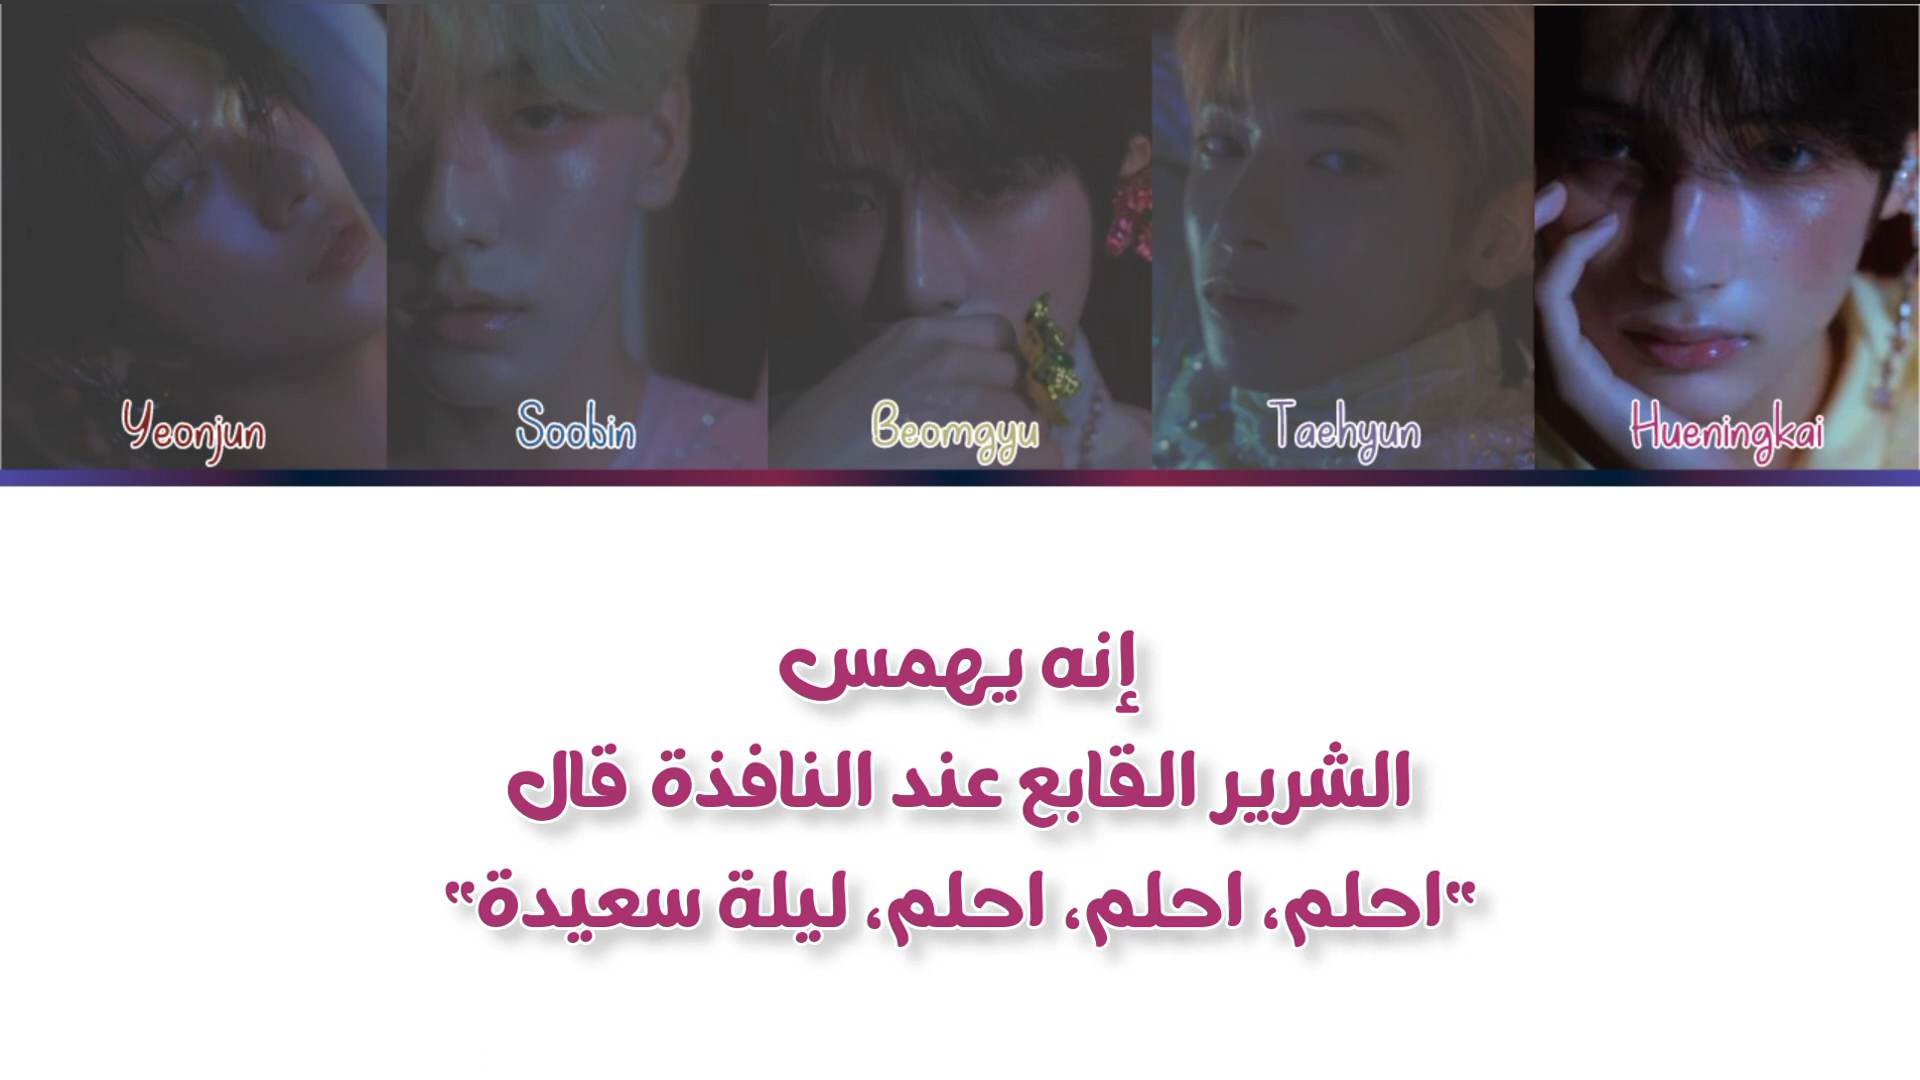 Yeonjun
Soobin
Beomgyu
Taehyun
Hueningkai
إنه يهمس
الشرير القابع عند النافذة قال
”احلم، احلم، احلم، ليلة سعيدة”